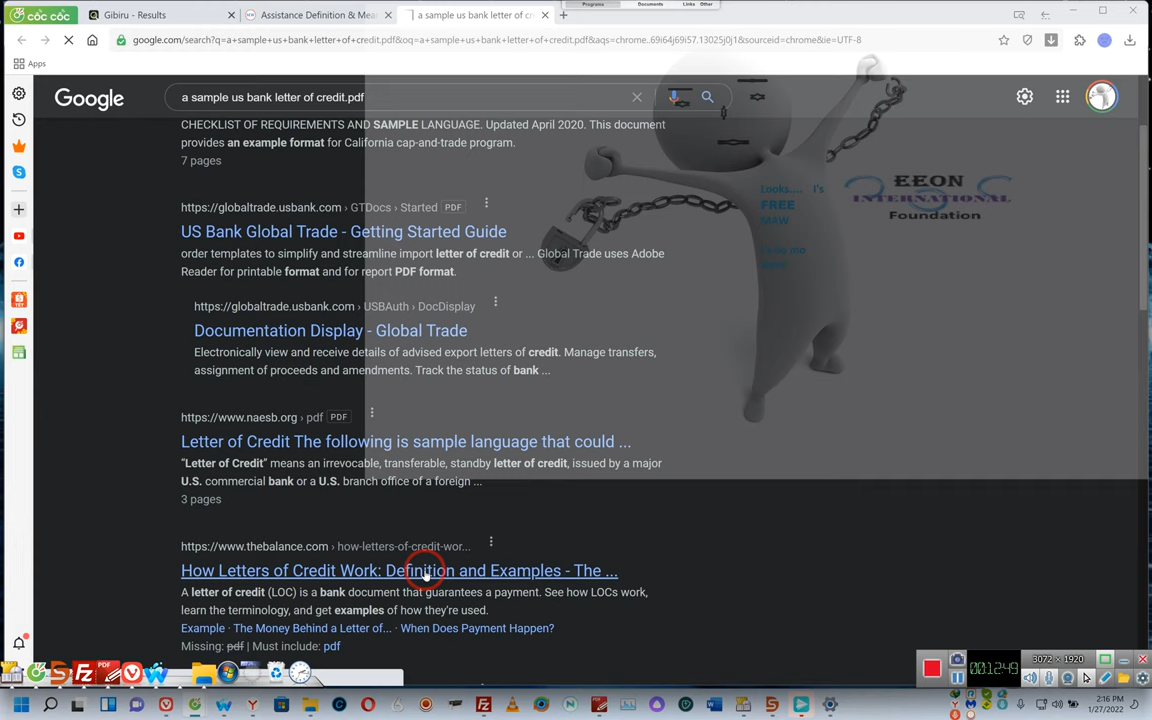 Programs Documents Links Other
CỐC CỐC
Gibiru - Results
Assistance Definition & Mea
a sample us bank letter of cr
google.com/search?q=a+sample+us+bank+letter+of+credit.pdf&oq=a+sample+us+bank+letter+of+credit.pdf&aqs=chrome..69i64j69i57.13025j0j1&sourceid=chrome&ie=UTF-8
Apps
Google
a sample us bank letter of credit.pdf
CHECKLIST OF REQUIREMENTS AND SAMPLE LANGUAGE. Updated April 2020. This document
provides an example format for California cap-and-trade program.
7 pages
https://globaltrade.usbank.com › GTDocs › Started PDF
US Bank Global Trade - Getting Started Guide
order templates to simplify and streamline import letter of credit or ... Global Trade uses Adobe
Reader for printable format and for report PDF format.
https://globaltrade.usbank.com › USBAuth › DocDisplay
Documentation Display - Global Trade
Electronically view and receive details of advised export letters of credit. Manage transfers,
assignment of proceeds and amendments. Track the status of bank ...
https://www.naesb.org › pdf PDF
Letter of Credit The following is sample language that could ...
“Letter of Credit” means an irrevocable, transferable, standby letter of credit, issued by a major
U.S. commercial bank or a U.S. branch office of a foreign ...
3 pages
https://www.thebalance.com › how-letters-of-credit-wor...
How Letters of Credit Work: Definition and Examples - The ...
A letter of credit (LOC) is a bank document that guarantees a payment. See how LOCs work,
learn the terminology, and get examples of how they're used.
Example · The Money Behind a Letter of... · When Does Payment Happen?
Missing: pdf | Must include: pdf
Looks.... I's
FREE
MAW
EEON
INTERNATIONAL
Foundation
3072 × 1920
00:12:49
2:16 PM
1/27/2022